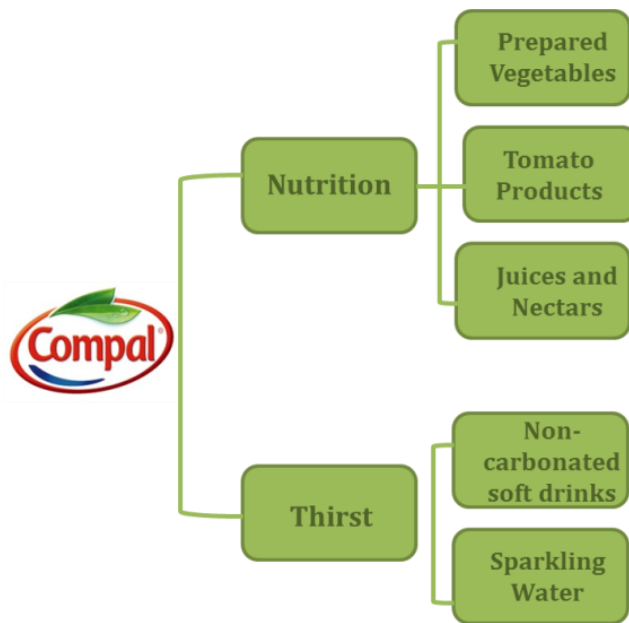 Prepared
Vegetables
Nutrition
Tomato
Products
Juices and
Nectars
Compal®
Non-
carbonated
soft drinks
Thirst
Sparkling
Water